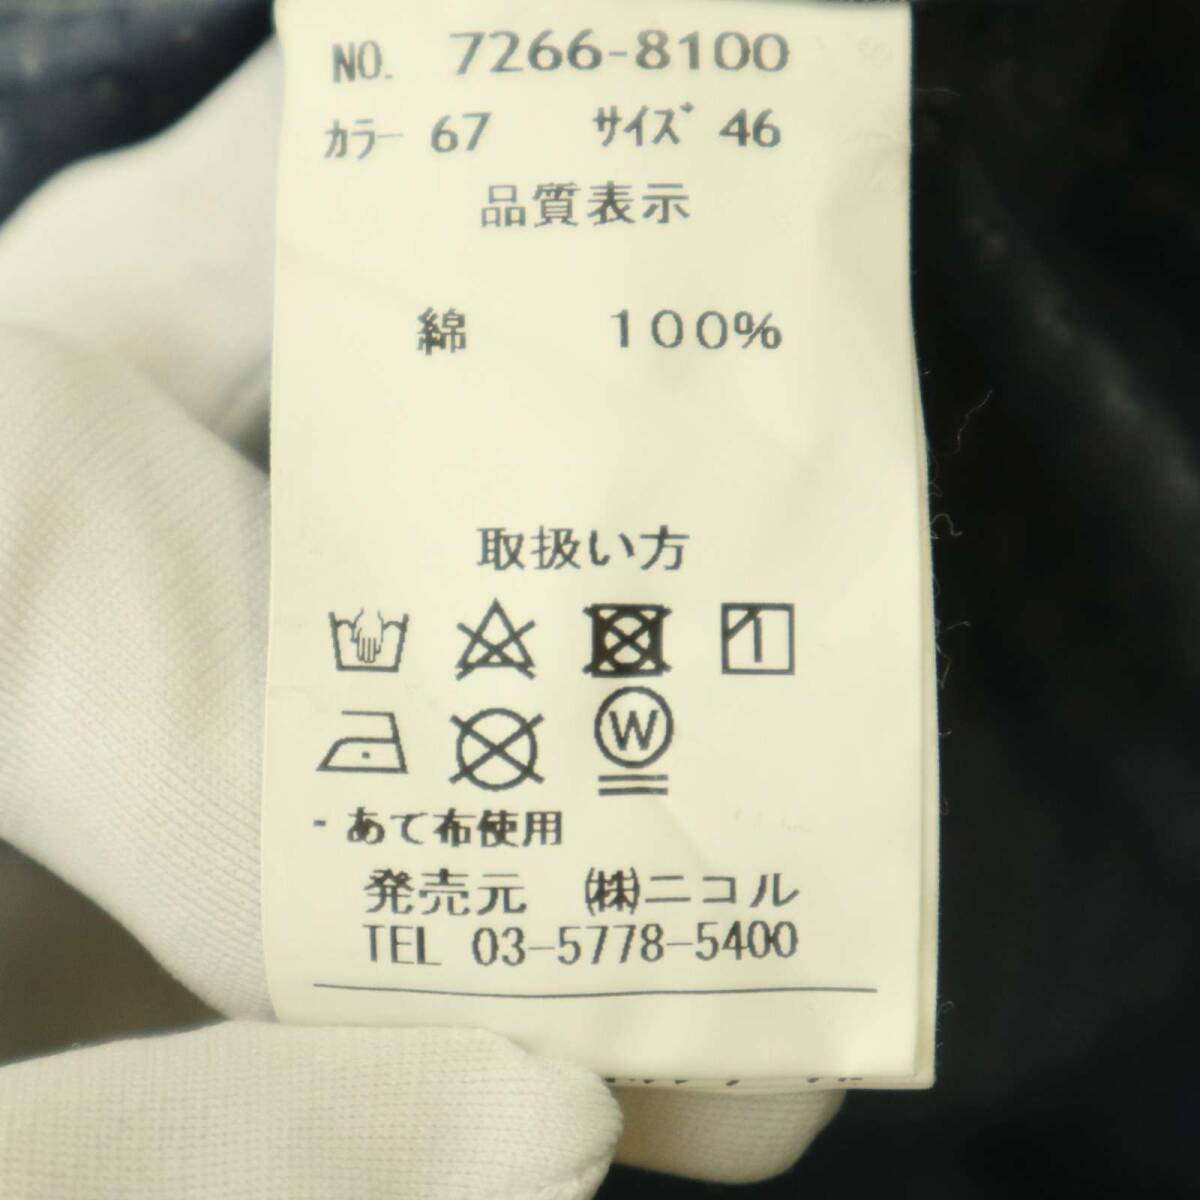 NO. 7266-8100
カラー 67 サイズ 46
品質表示
綿 100%
取扱い方
W
- あて布使用
発売元 ㈱ニコル
TEL 03-5778-5400